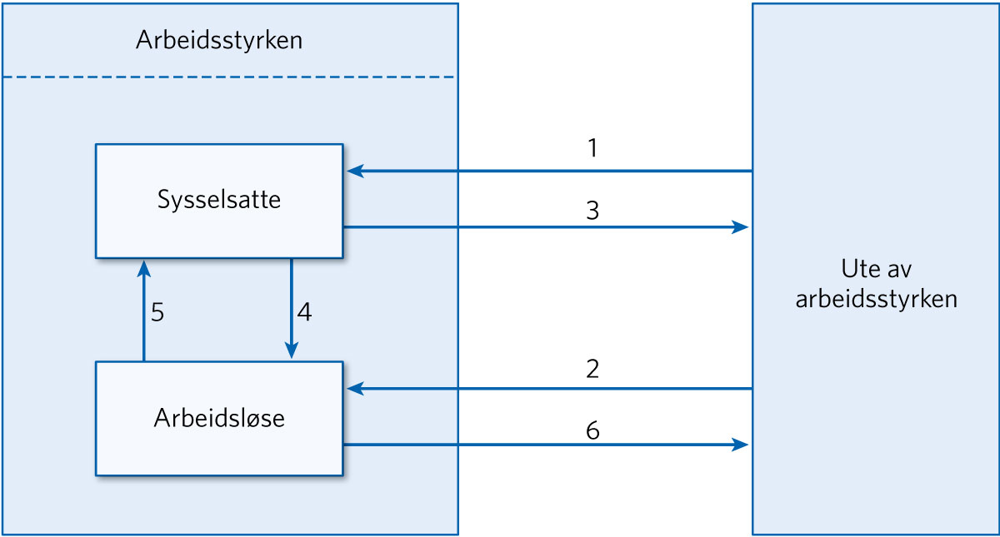 Arbeidsstyrken
1
Sysselsatte
3
Ute av
arbeidsstyrken
5
4
2
Arbeidsløse
6